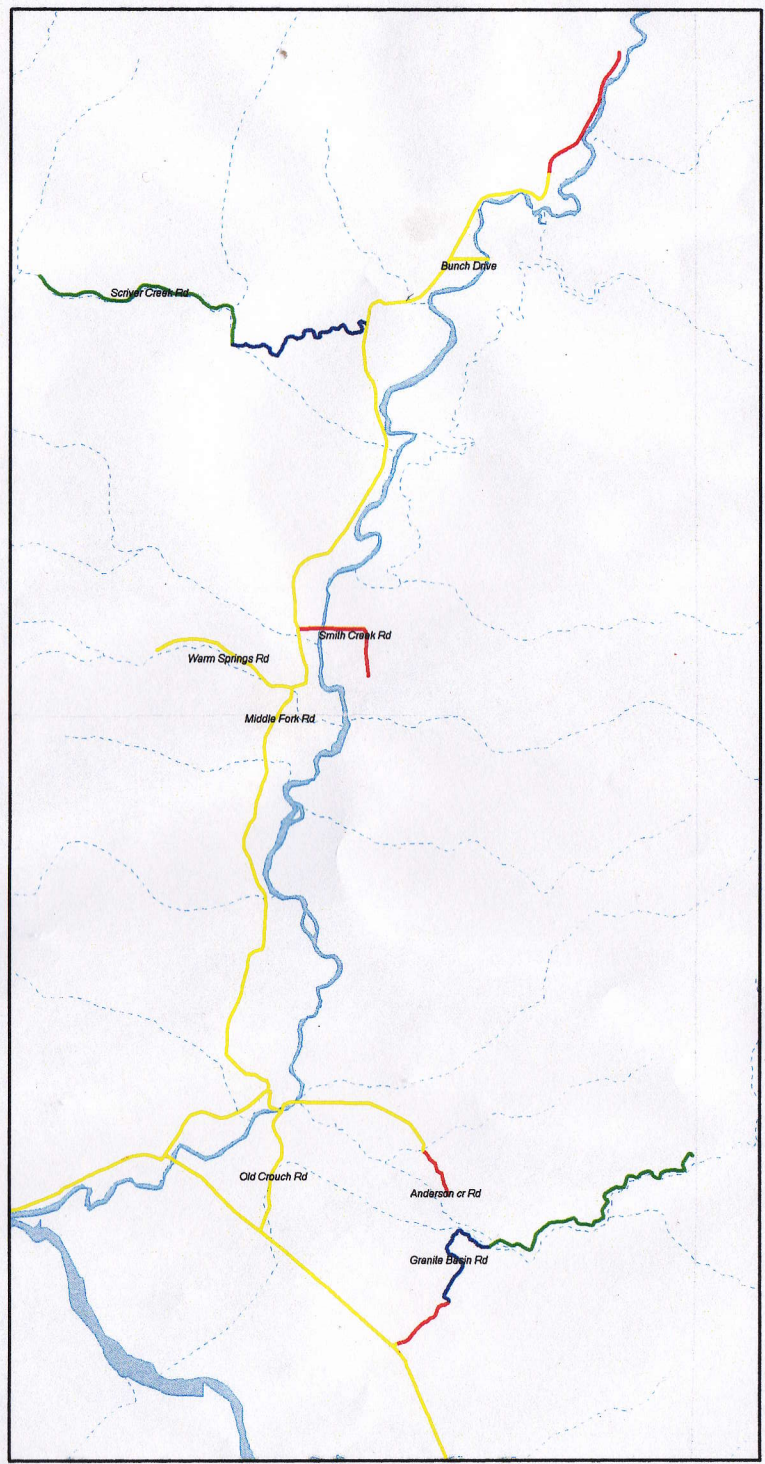 Bunch Drive
Scriver Creek Rd
Smith Creek Rd
Warm Springs Rd
Middle Fork Rd
Old Crouch Rd
Anderson cr Rd
Granite Basin Rd